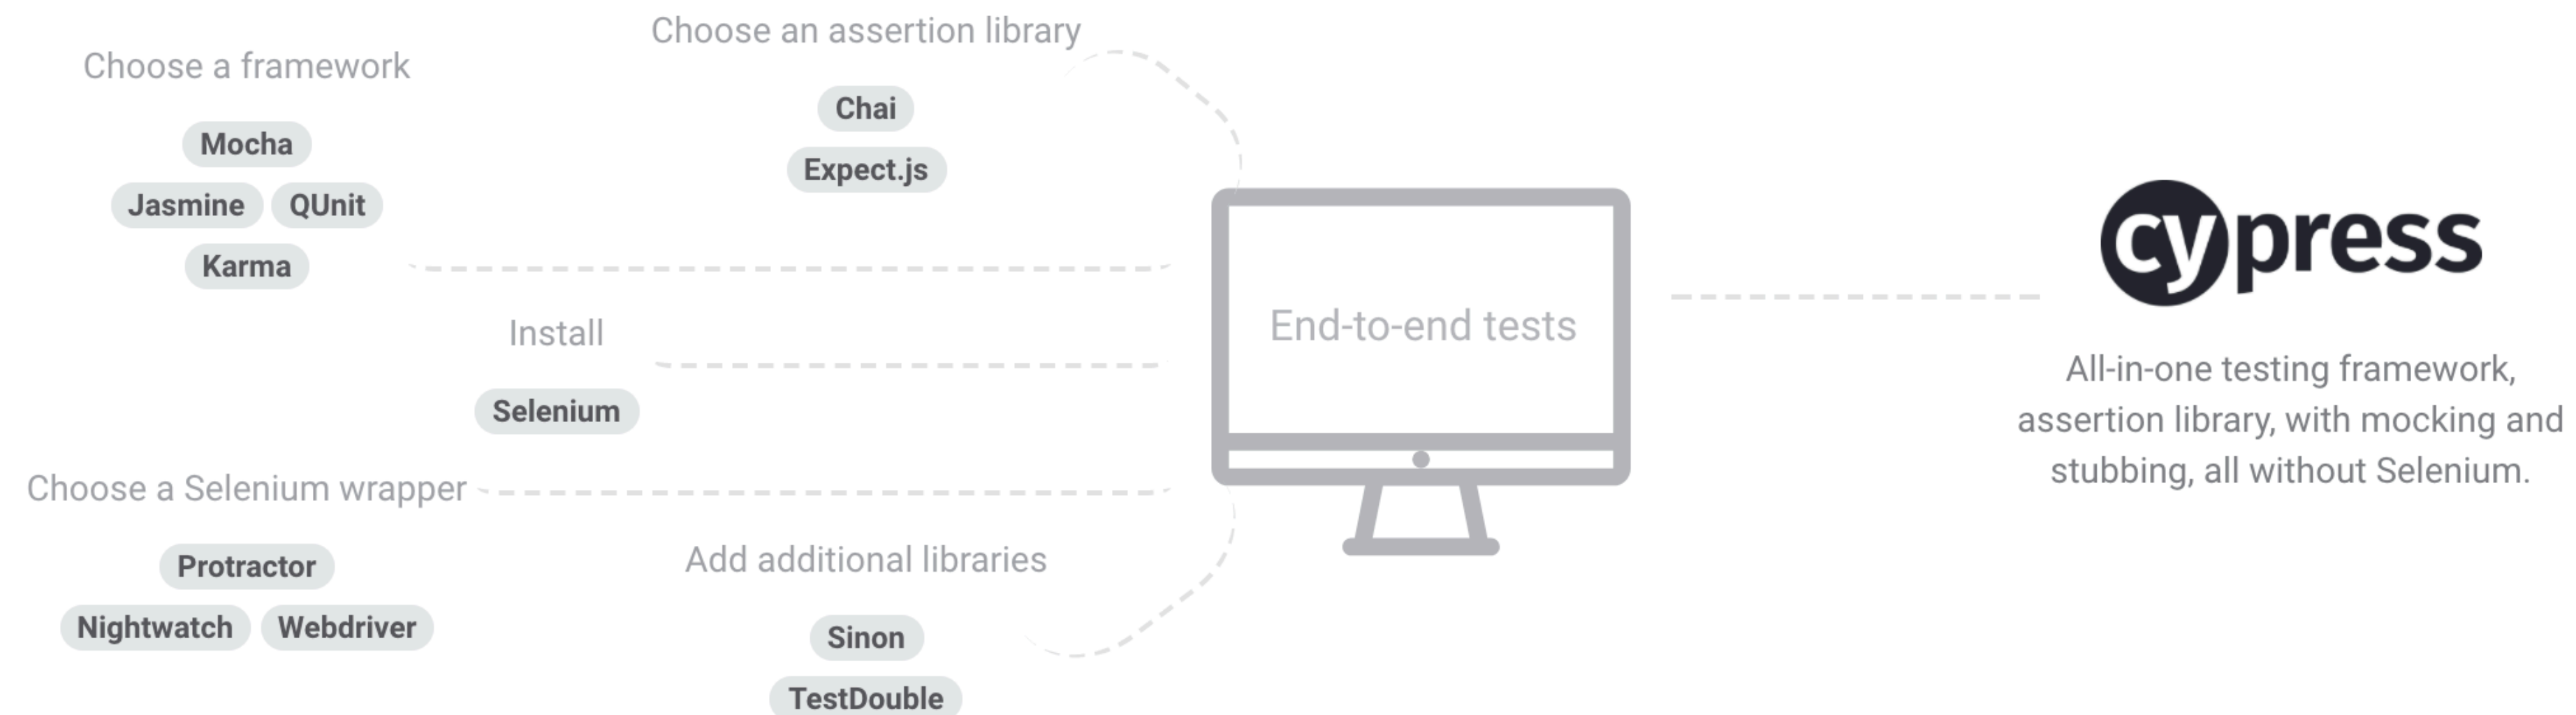 Choose a framework
Mocha
Jasmine QUnit
Karma
Choose an assertion library
Chai
Expect.js
Install
Selenium
Choose a Selenium wrapper
Protractor
Nightwatch Webdriver
Add additional libraries
Sinon
TestDouble
End-to-end tests
cypress
All-in-one testing framework,
assertion library, with mocking and
stubbing, all without Selenium.